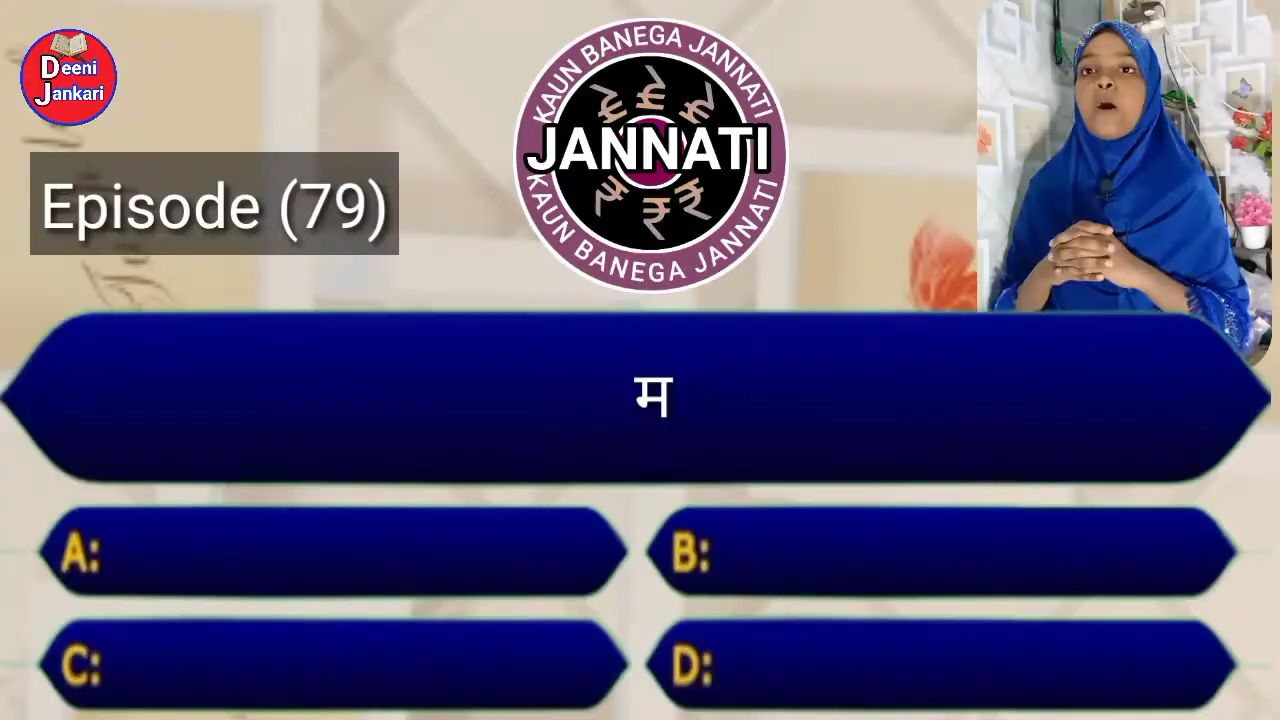 Deeni
Jankari
Episode (79)
KAUN BANEGA JANNATI
JANNATI
KAUN BANEGA JANNATI
म
A:
B:
C:
D: